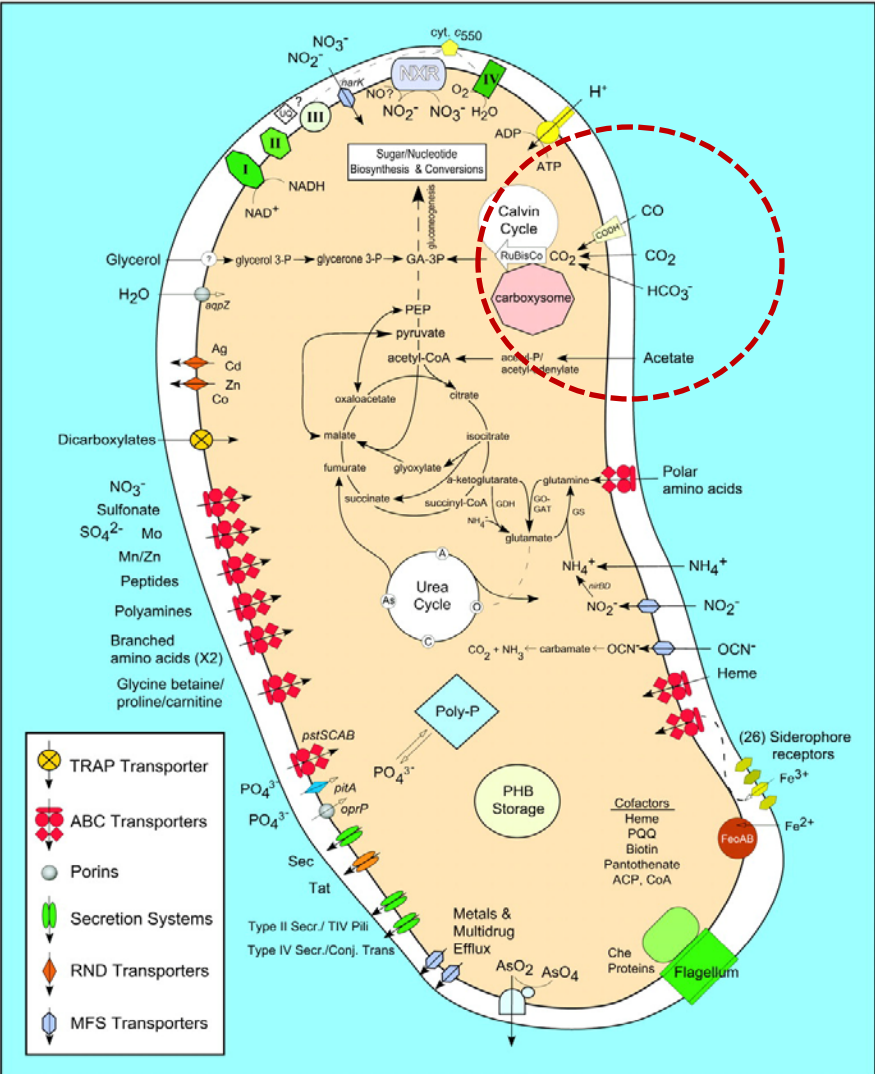 cyt. c550
NO3-
NO2-
narK
NXR
IV
NO?
NO2-
NO3-
O2
H2O
H+
ADP
ATP
UQ
?
III
II
I
NADH
NAD+
Sugar/Nucleotide
Biosynthesis & Conversions
gluconeogenesis
Calvin
Cycle
RuBisCo
carboxysome
CO2
COOH
CO
CO2
HCO3-
Glycerol
?
glycerol 3-P
glycerone 3-P
GA-3P
H2O
aqpZ
PEP
pyruvate
acetyl-CoA
acetyl-P/
acetyl-adenylate
Acetate
Ag
Cd
Zn
Co
oxaloacetate
citrate
Dicarboxylates
malate
isocitrate
fumurate
glyoxylate
a-ketoglutarate
glutamine
succinate
succinyl-CoA
GDH
GO-
GAT
GS
NH4-
glutamate
Polar
amino acids
NO3-
Sulfonate
SO42-
Mo
Mn/Zn
Peptides
Polyamines
Branched
amino acids (X2)
Glycine betaine/
proline/carnitine
Urea
Cycle
A
As
O
C
NH4+
NH4+
nirBD
NO2-
NO2-
CO2 + NH3
carbamate
OCN-
OCN-
Heme
Poly-P
PO43-
pstSCAB
PO43-
pitA
PO43-
oprP
PHB
Storage
(26) Siderophore
receptors
Fe3+
Fe2+
FeoAB
Cofactors
Heme
PQQ
Biotin
Pantothenate
ACP, CoA
Sec
Tat
Type II Secr./ TIV Pili
Type IV Secr./Conj. Trans
Metals &
Multidrug
Efflux
AsO2
AsO4
Che
Proteins
Flagellum
TRAP Transporter
ABC Transporters
Porins
Secretion Systems
RND Transporters
MFS Transporters